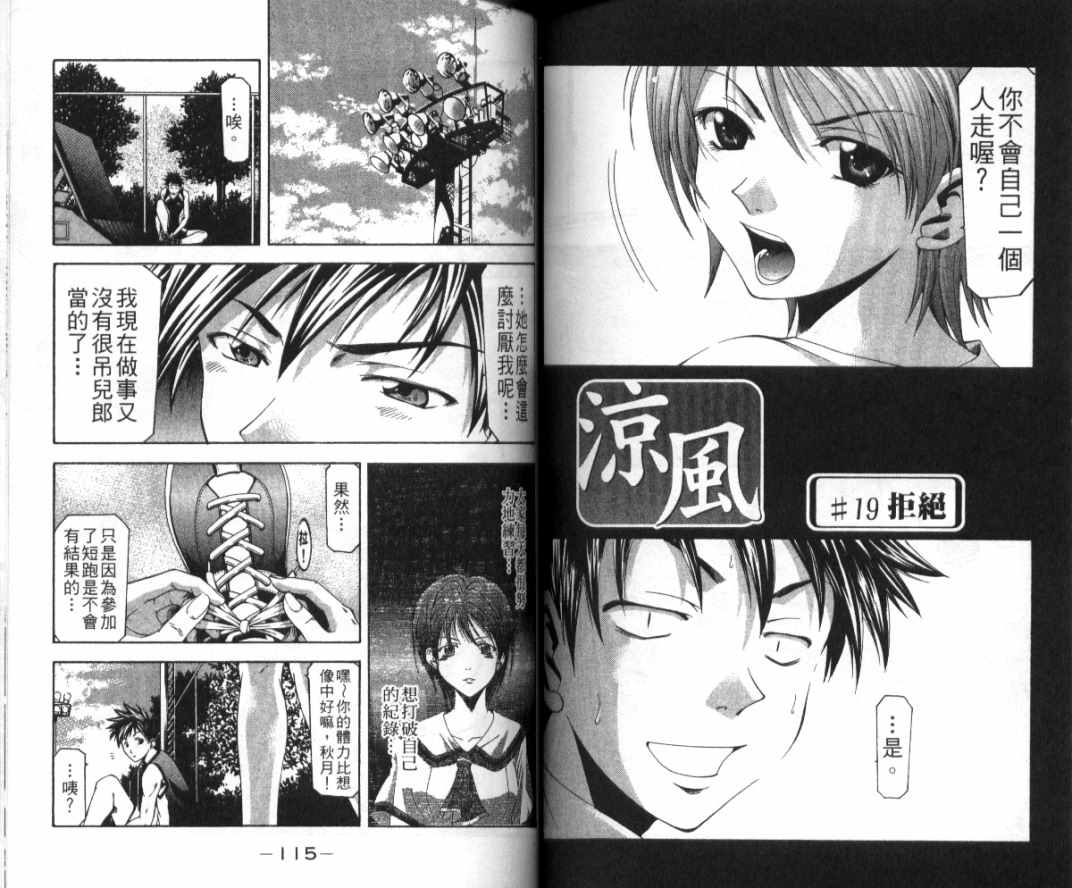 你不會自己一個
人走喔？
涼風
#19 拒絕
…是。
…唉。
…她怎麼會這
麼討厭我呢…
我現在做事又
沒有很吊兒郎
當的了…
力地練習…
想打破自己
的紀錄…
果然…
拉！
只是因為參加
了短跑是不會
有結果的…
嘿～你的體力比想
像中好嘛，秋月！
…咦？
—115—